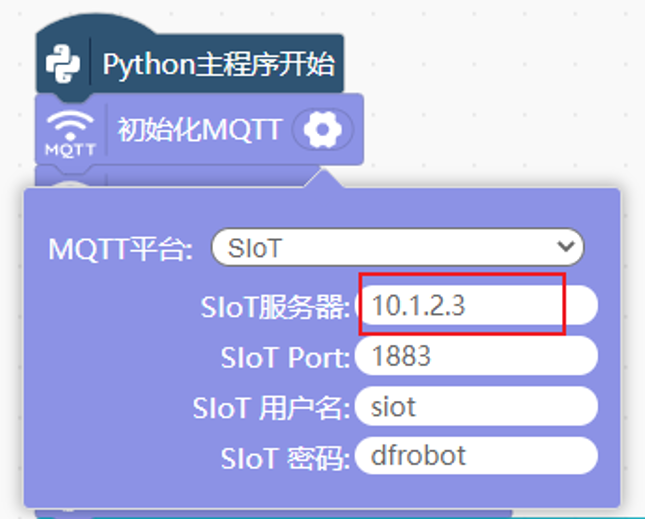 Python主程序开始
MQTT
初始化MQTT
MQTT平台: SIoT
SIoT服务器: 10.1.2.3
SIoT Port: 1883
SIoT 用户名: siot
SIoT 密码: dfrobot